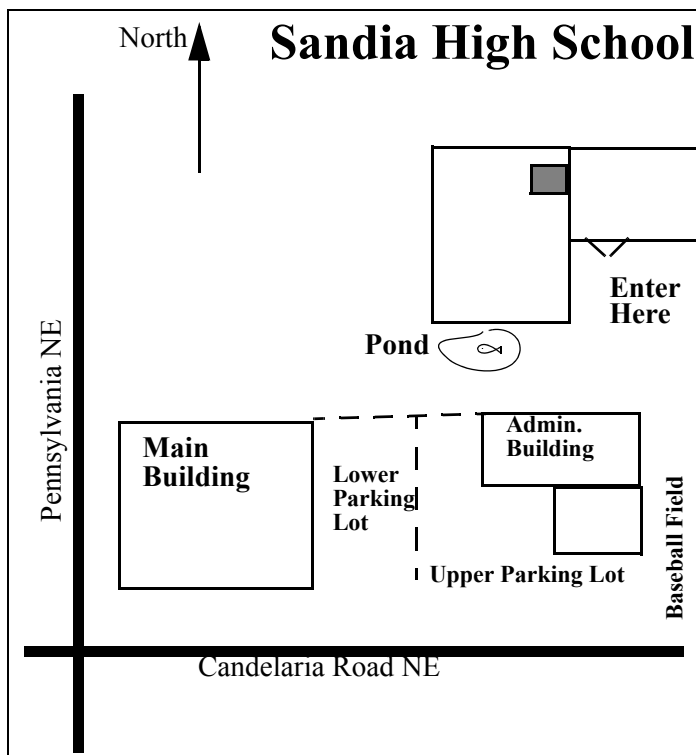 North
Sandia High School
Enter
Here
Pennsylvania NE
Pond
Main
Building
Admin.
Building
Lower
Parking
Lot
Baseball Field
Upper Parking Lot
Candelaria Road NE